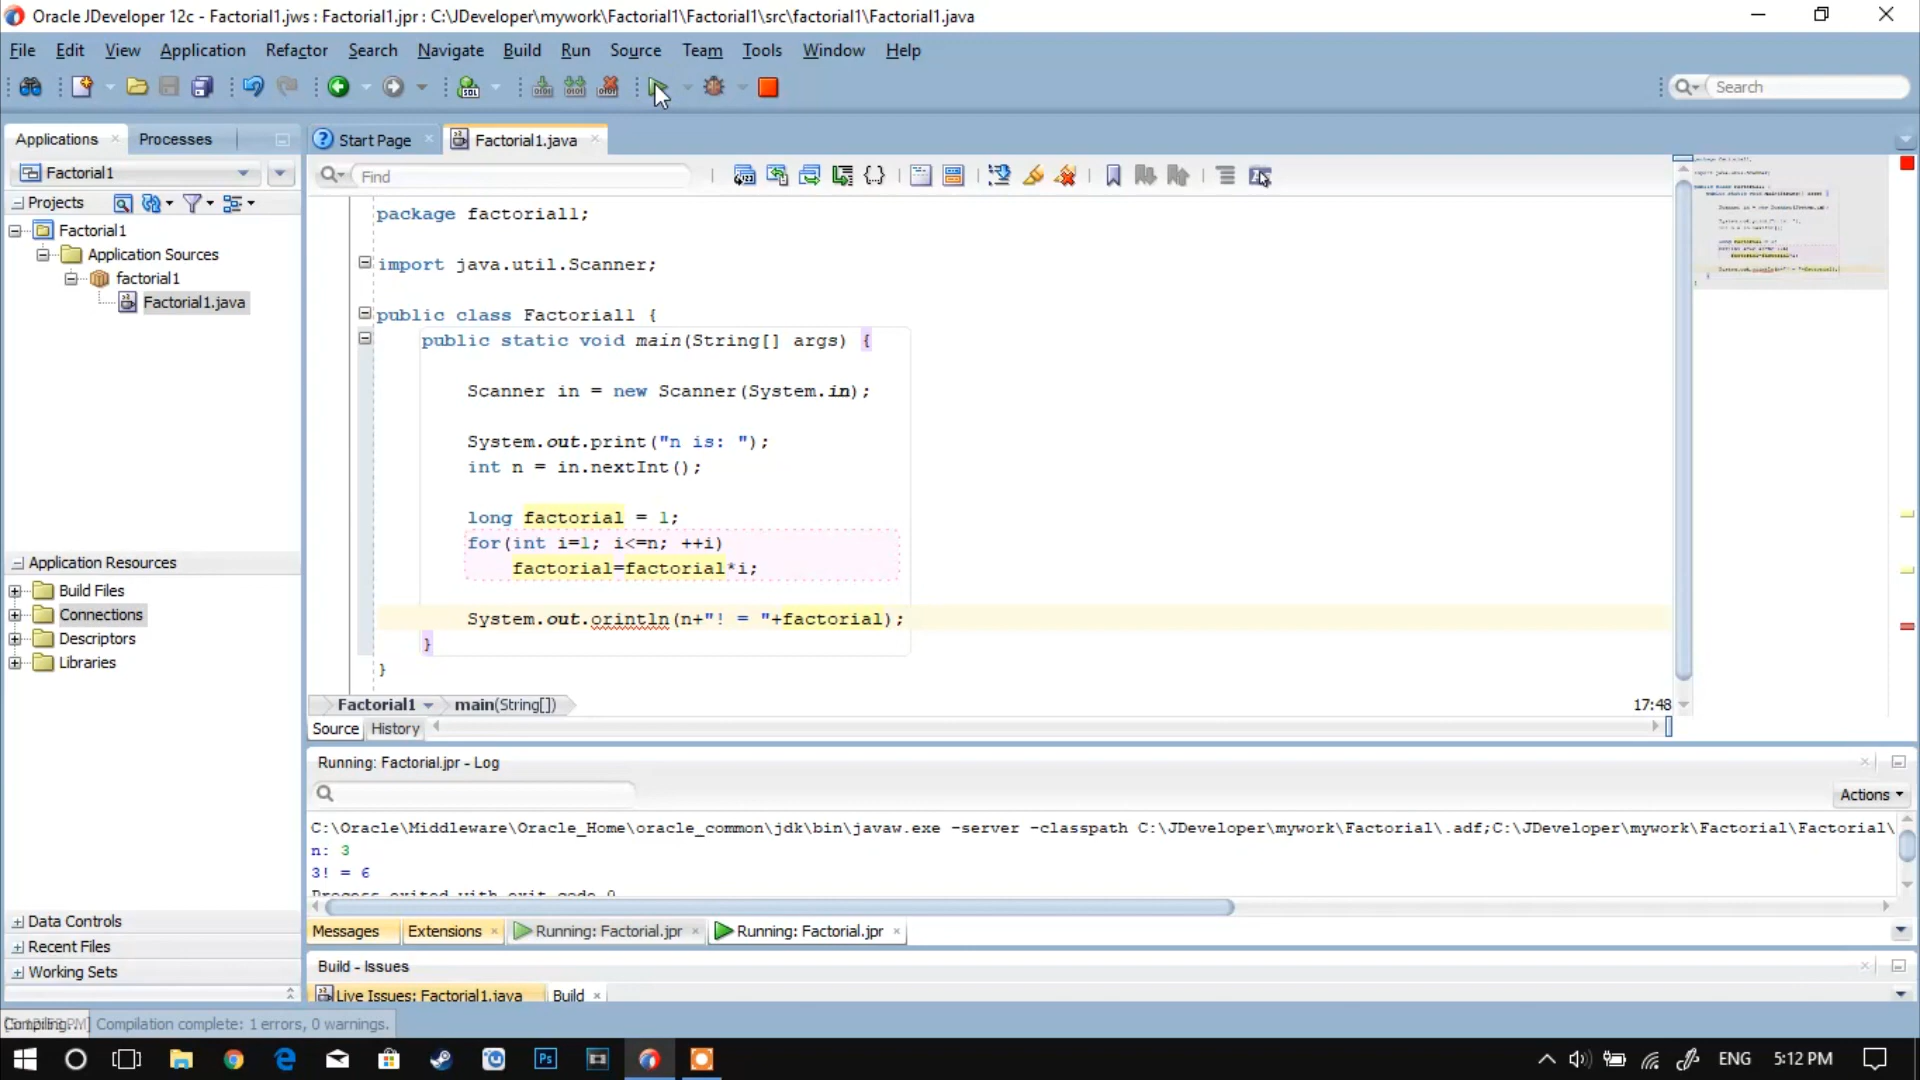 Oracle JDeveloper 12c - Factorial1.jws : Factorial1.jpr : C:\JDeveloper\mywork\Factorial1\Factorial1\src\factorial1\Factorial1.java
File Edit View Application Refactor Search Navigate Build Run Source Team Tools Window Help
Search
Applications Processes
Start Page Factorial1.java
Factorial1
Find
Projects
Factorial1
Application Sources
factorial1
Factorial1.java
package factorial1;
import java.util.Scanner;
public class Factorial1 {
public static void main(String[] args) {
Scanner in = new Scanner(System.in);
System.out.print("n is: ");
int n = in.nextInt();
long factorial = 1;
for(int i=1; i<=n; ++i)
factorial=factorial*i;
System.out.orintln(n+"! = "+factorial);
}
}
Application Resources
Build Files
Connections
Descriptors
Libraries
Factorial1 main(String[]) 17:48
Source History
Running: Factorial.jpr - Log
Actions
C:\Oracle\Middleware\Oracle_Home\oracle_common\jdk\bin\javaw.exe -server -classpath C:\JDeveloper\mywork\Factorial\.adf;C:\JDeveloper\mywork\Factorial\Factorial\
n: 3
3! = 6
Process exited with exit code 0
Data Controls
Recent Files
Working Sets
Messages Extensions Running: Factorial.jpr Running: Factorial.jpr
Build - Issues
Live Issues: Factorial1.java Build
Compilation complete: 1 errors, 0 warnings.
Ps
ENG 5:12 PM